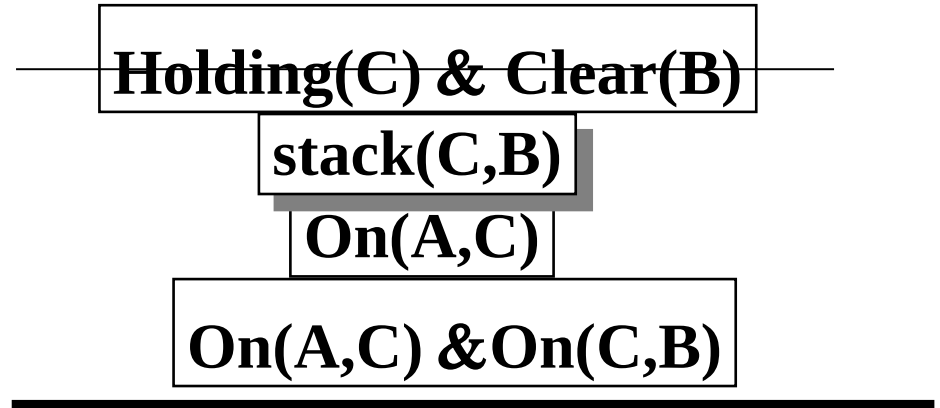 Holding(C) & Clear(B)
stack(C,B)
On(A,C)
On(A,C) &On(C,B)